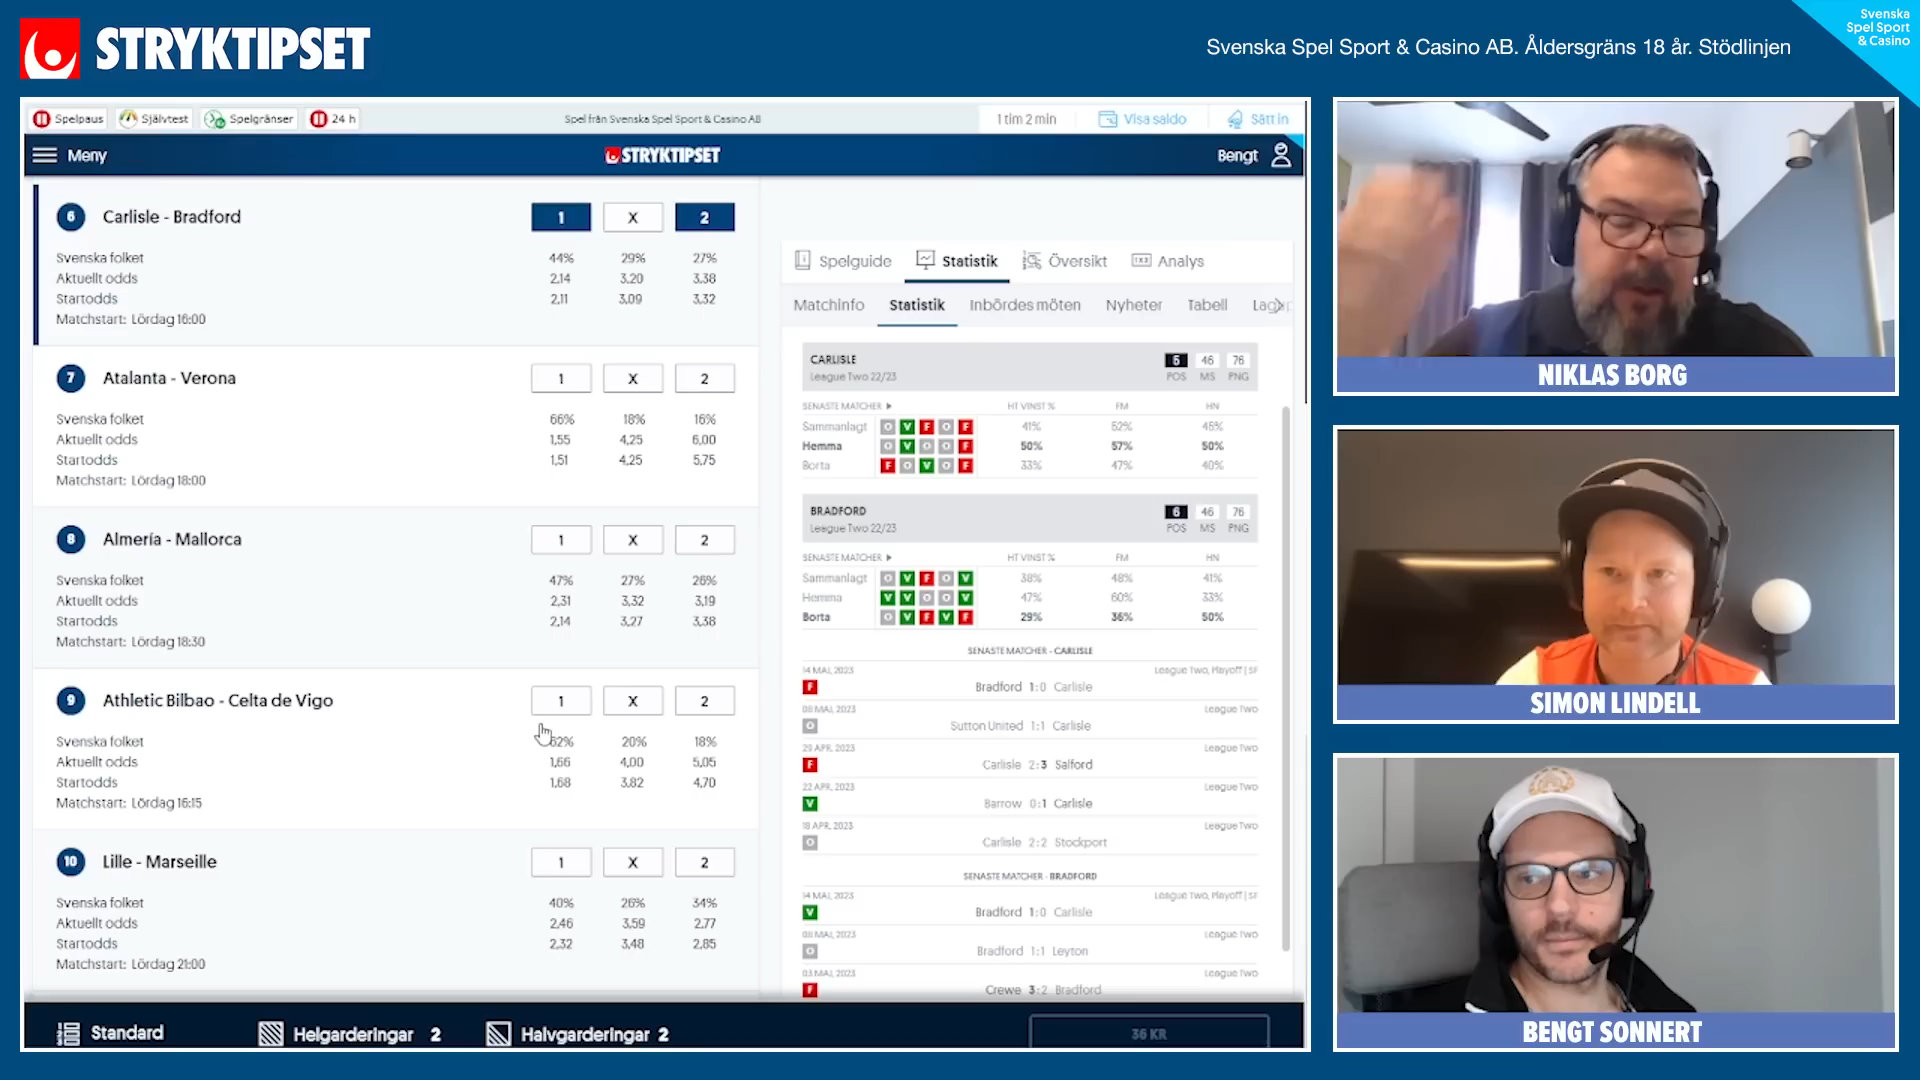 STRYKTIPSET
Svenska Spel Sport & Casino AB. Åldersgräns 18 år. Stödlinjen
Svenska
Spel Sport
& Casino
Spelpaus Självtest Spelgränser 24 h
Spel från Svenska Spel Sport & Casino AB
1 tim 2 min Visa saldo Sätt in
Meny STRYKTIPSET Bengt
6 Carlisle - Bradford 1 X 2
Svenska folket 44% 29% 27%
Aktuellt odds 2,14 3,20 3,38
Startodds 2,11 3,09 3,32
Matchstart: Lördag 16:00
7 Atalanta - Verona 1 X 2
Svenska folket 66% 18% 16%
Aktuellt odds 1,55 4,25 6,00
Startodds 1,51 4,25 5,75
Matchstart: Lördag 18:00
8 Almería - Mallorca 1 X 2
Svenska folket 47% 27% 26%
Aktuellt odds 2,31 3,32 3,19
Startodds 2,14 3,27 3,38
Matchstart: Lördag 18:30
9 Athletic Bilbao - Celta de Vigo 1 X 2
Svenska folket 62% 20% 18%
Aktuellt odds 1,66 4,00 5,05
Startodds 1,68 3,82 4,70
Matchstart: Lördag 16:15
10 Lille - Marseille 1 X 2
Svenska folket 40% 26% 34%
Aktuellt odds 2,46 3,59 2,77
Startodds 2,32 3,48 2,85
Matchstart: Lördag 21:00
Standard Helgarderingar 2 Halvgarderingar 2 36 KR
Spelguide Statistik Översikt Analys
Matchinfo Statistik Inbördes möten Nyheter Tabell
CARLISLE 5 46 76
League Two 22/23 POS MS PNG
SENASTE MATCHER HT VINST % FM HN
Sammanlagt O V F O F 41% 52% 45%
Hemma O V O O F 50% 57% 50%
Borta F O V O F 33% 47% 40%
BRADFORD 6 46 76
League Two 22/23 POS MS PNG
SENASTE MATCHER HT VINST % FM HN
Sammanlagt O V F O V 38% 48% 41%
Hemma V V O O V 47% 60% 33%
Borta O V F V F 29% 36% 50%
SENASTE MATCHER - CARLISLE
14 MAJ, 2023 League Two, Playoff | SF
F Bradford 1:0 Carlisle
08 MAJ, 2023 League Two
O Sutton United 1:1 Carlisle
29 APR, 2023 League Two
F Carlisle 2:3 Salford
22 APR, 2023 League Two
V Barrow 0:1 Carlisle
18 APR, 2023 League Two
O Carlisle 2:2 Stockport
SENASTE MATCHER - BRADFORD
14 MAJ, 2023 League Two, Playoff | SF
V Bradford 1:0 Carlisle
08 MAJ, 2023 League Two
O Bradford 1:1 Leyton
03 MAJ, 2023 League Two
F Crewe 3:2 Bradford
NIKLAS BORG
SIMON LINDELL
BENGT SONNERT